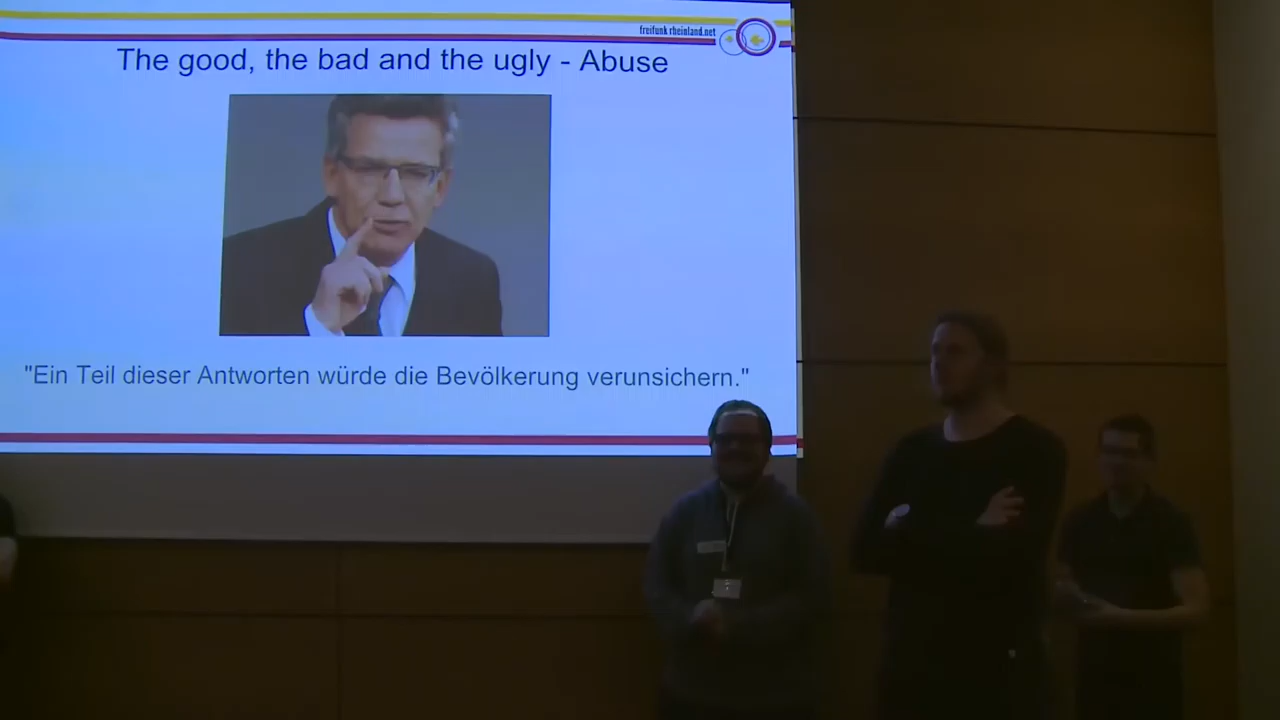 freifunk rheinland.net
The good, the bad and the ugly - Abuse
"Ein Teil dieser Antworten würde die Bevölkerung verunsichern."